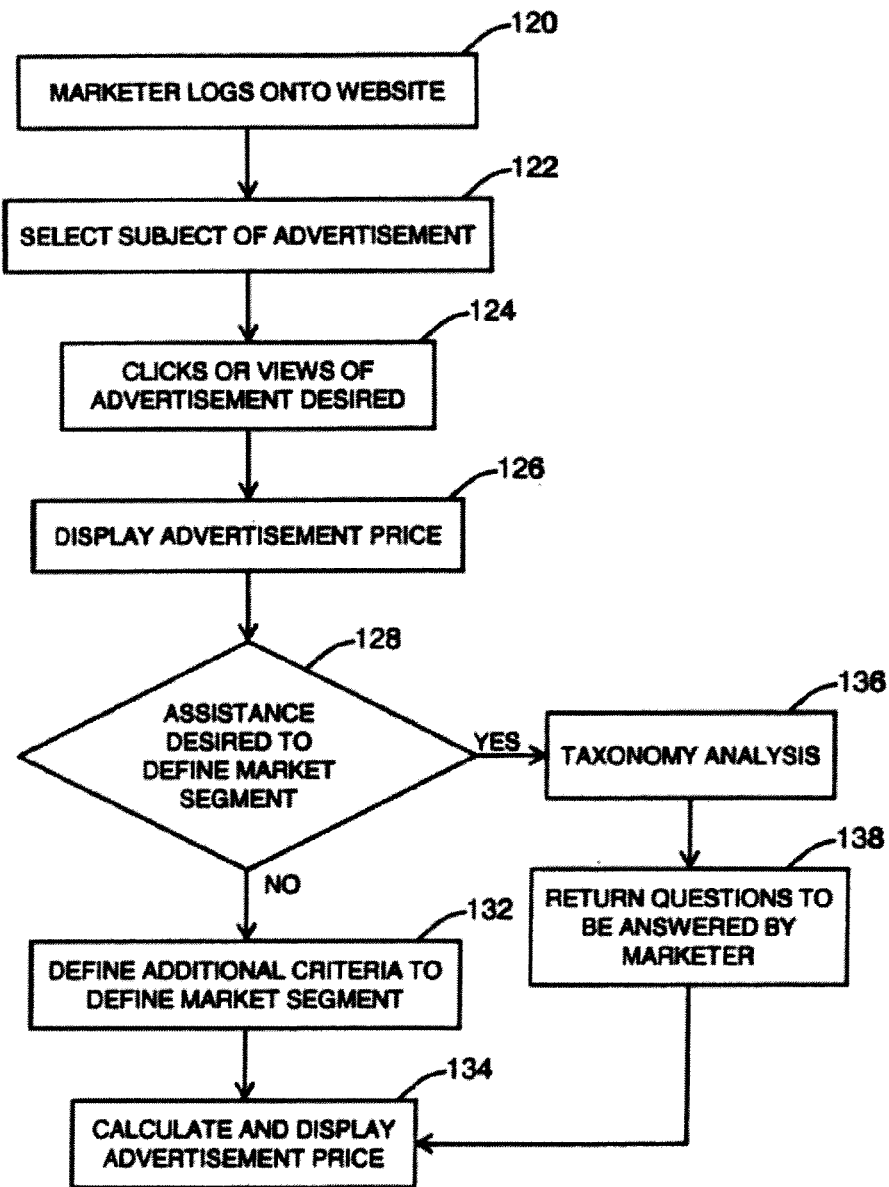 120
MARKETER LOGS ONTO WEBSITE
122
SELECT SUBJECT OF ADVERTISEMENT
124
CLICKS OR VIEWS OF
ADVERTISEMENT DESIRED
126
DISPLAY ADVERTISEMENT PRICE
128
ASSISTANCE
DESIRED TO
DEFINE MARKET
SEGMENT
YES
136
TAXONOMY ANALYSIS
138
RETURN QUESTIONS TO
BE ANSWERED BY
MARKETER
NO
132
DEFINE ADDITIONAL CRITERIA TO
DEFINE MARKET SEGMENT
134
CALCULATE AND DISPLAY
ADVERTISEMENT PRICE